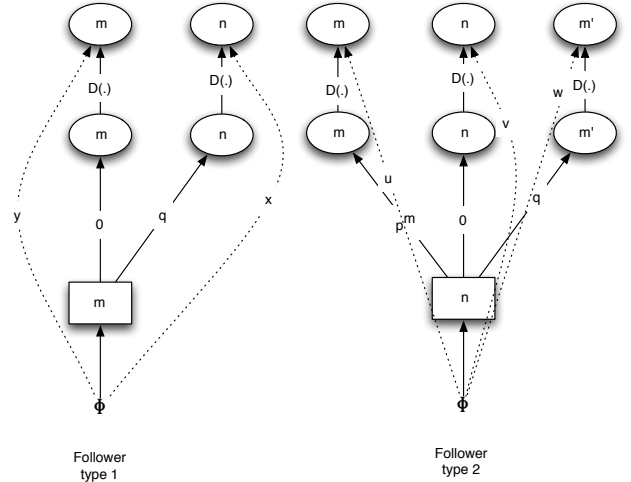 m n m n m'
D(.) D(.) D(.) D(.) D(.)
w
m n m n v m'
u
y x q p m q
0 0
m n
ϕ ϕ
Follower
type 1
Follower
type 2